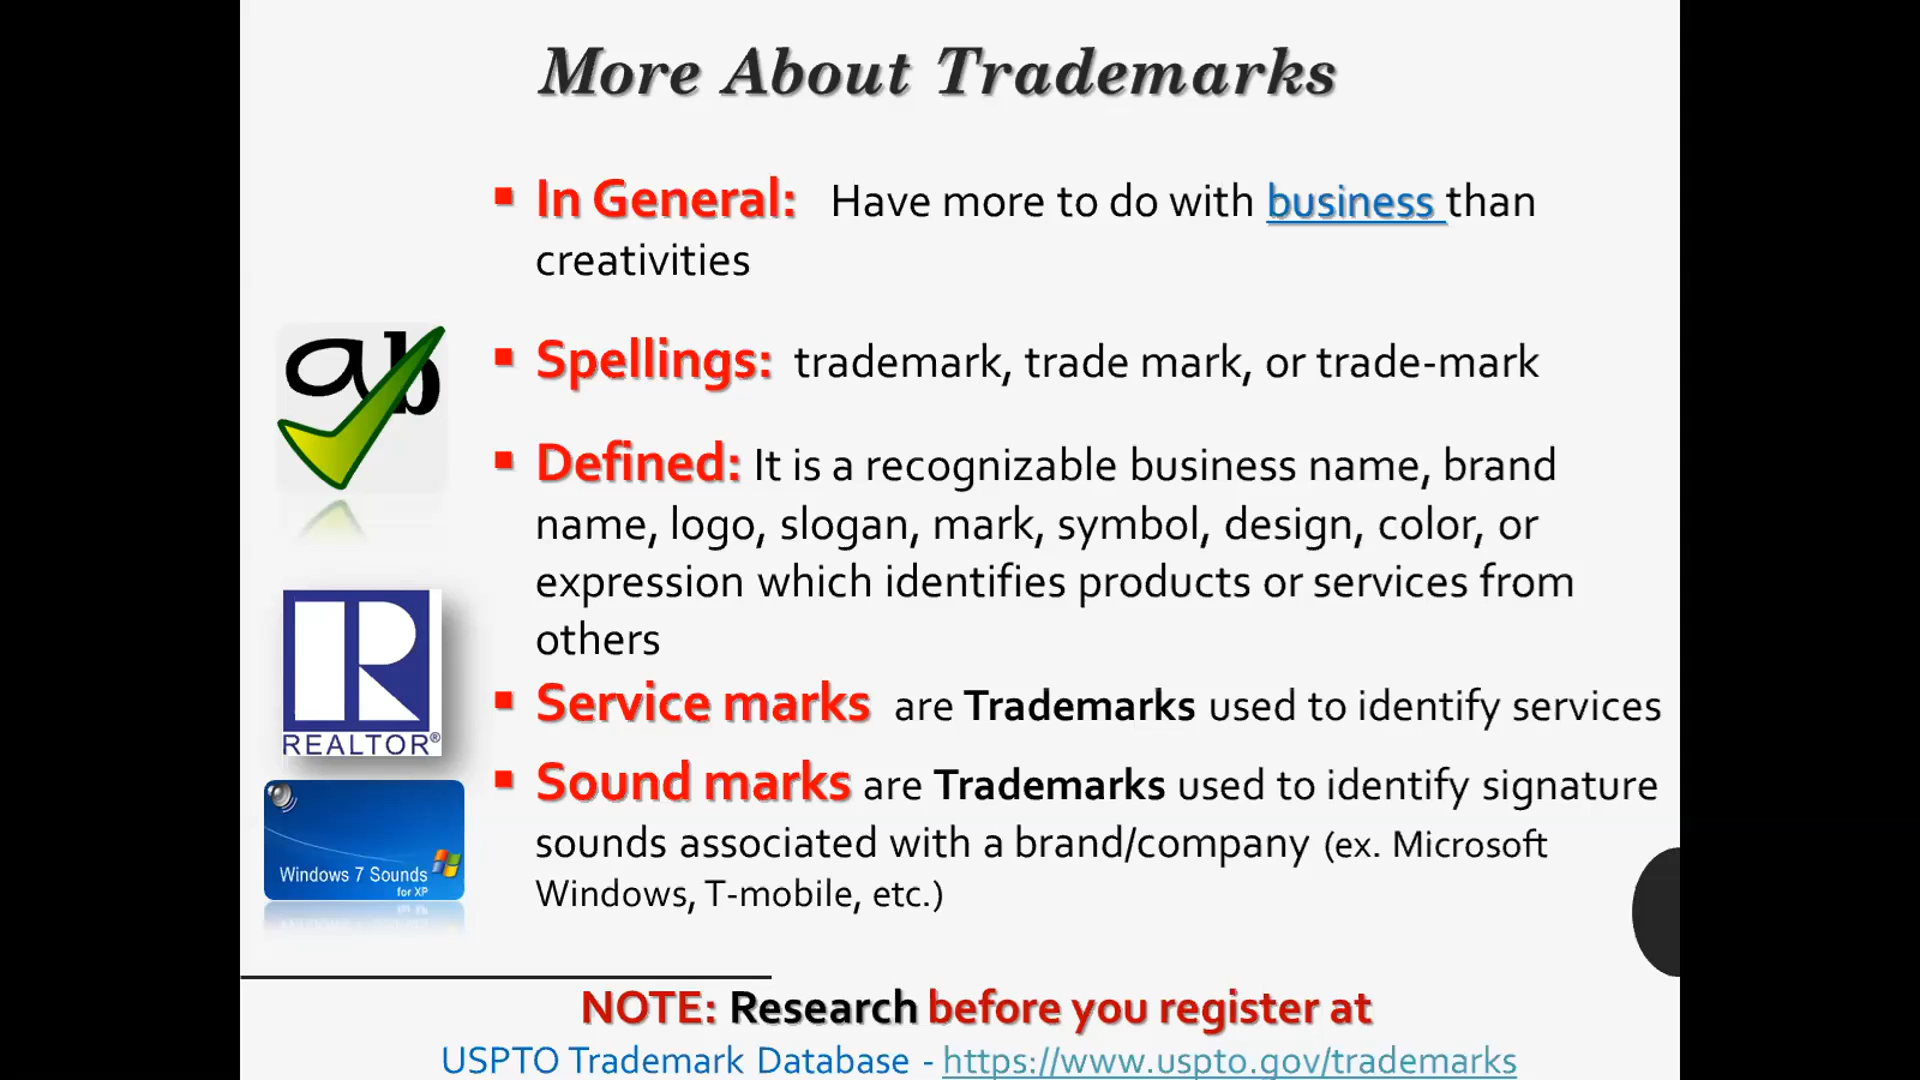 More About Trademarks
▪ In General: Have more to do with business than
creativities
ab
▪ Spellings: trademark, trade mark, or trade-mark
▪ Defined: It is a recognizable business name, brand
name, logo, slogan, mark, symbol, design, color, or
expression which identifies products or services from
others
R
REALTOR®
▪ Service marks are Trademarks used to identify services
▪ Sound marks are Trademarks used to identify signature
sounds associated with a brand/company (ex. Microsoft
Windows, T-mobile, etc.)
Windows 7 Sounds
for XP
NOTE: Research before you register at
USPTO Trademark Database - https://www.uspto.gov/trademarks